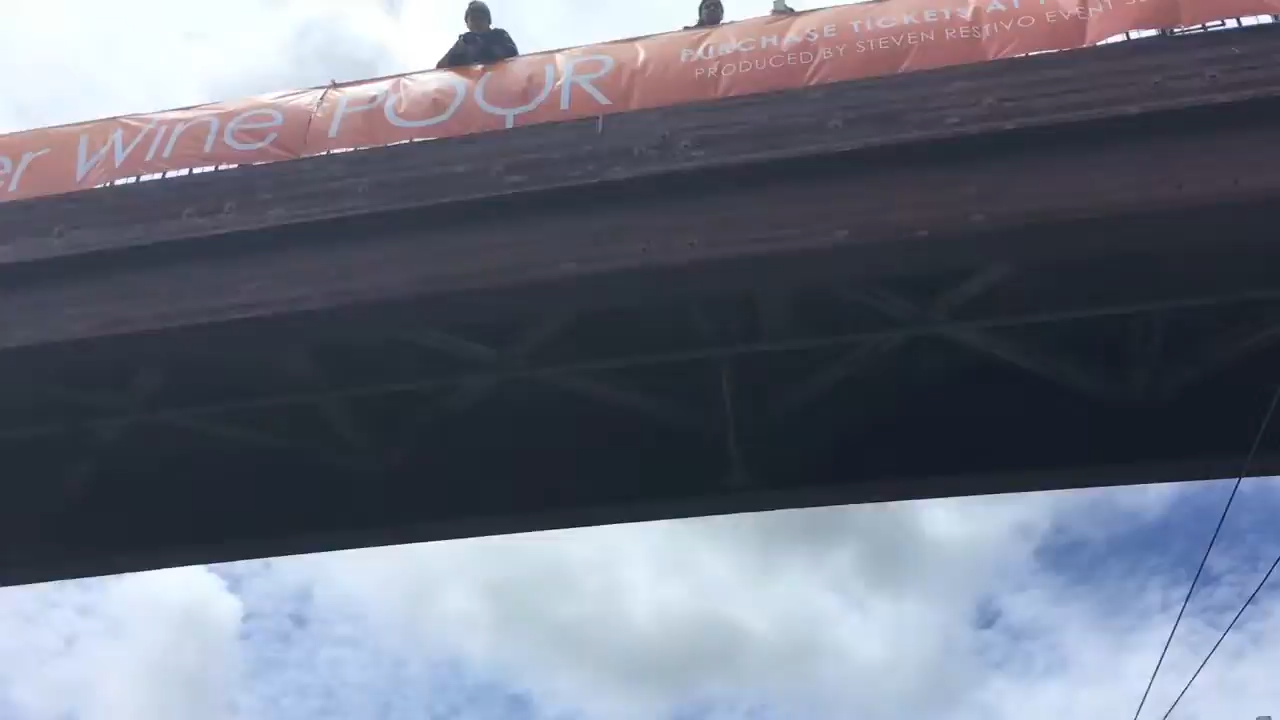 er Wine POUR
PURCHASE TICKETS AT
PRODUCED BY STEVEN RESTIVO EVENT